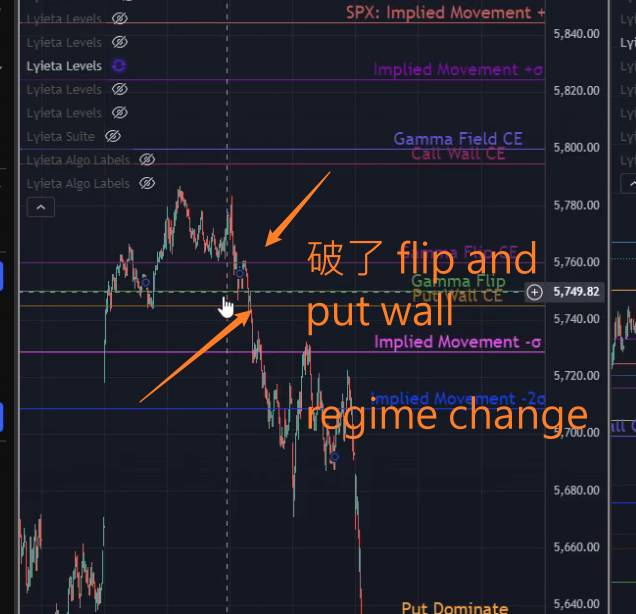 Lyieta Levels
SPX: Implied Movement +
5,840.00
Lyieta Levels
Lyieta Levels
Implied Movement +σ
Lyieta Levels
5,820.00
Lyieta Levels
Lyieta Suite
Gamma Field CE
5,800.00
Lyieta Algo Labels
Call Wall CE
Lyieta Algo Labels
5,780.00
破了 flip and
Gamma Flip CE
5,760.00
Gamma Flip
Put Wall CE
5,749.82
put wall
5,740.00
Implied Movement -σ
5,720.00
Implied Movement -2σ
regime change
5,700.00
5,680.00
5,660.00
Put Dominate
5,640.00